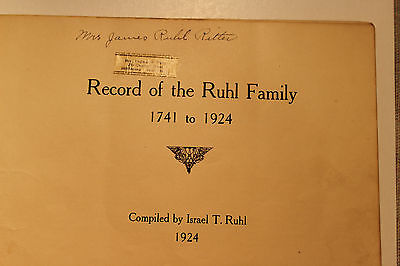 Mrs James Ruhl Ritter
Record of the Ruhl Family
1741 to 1924
Compiled by Israel T. Ruhl
1924